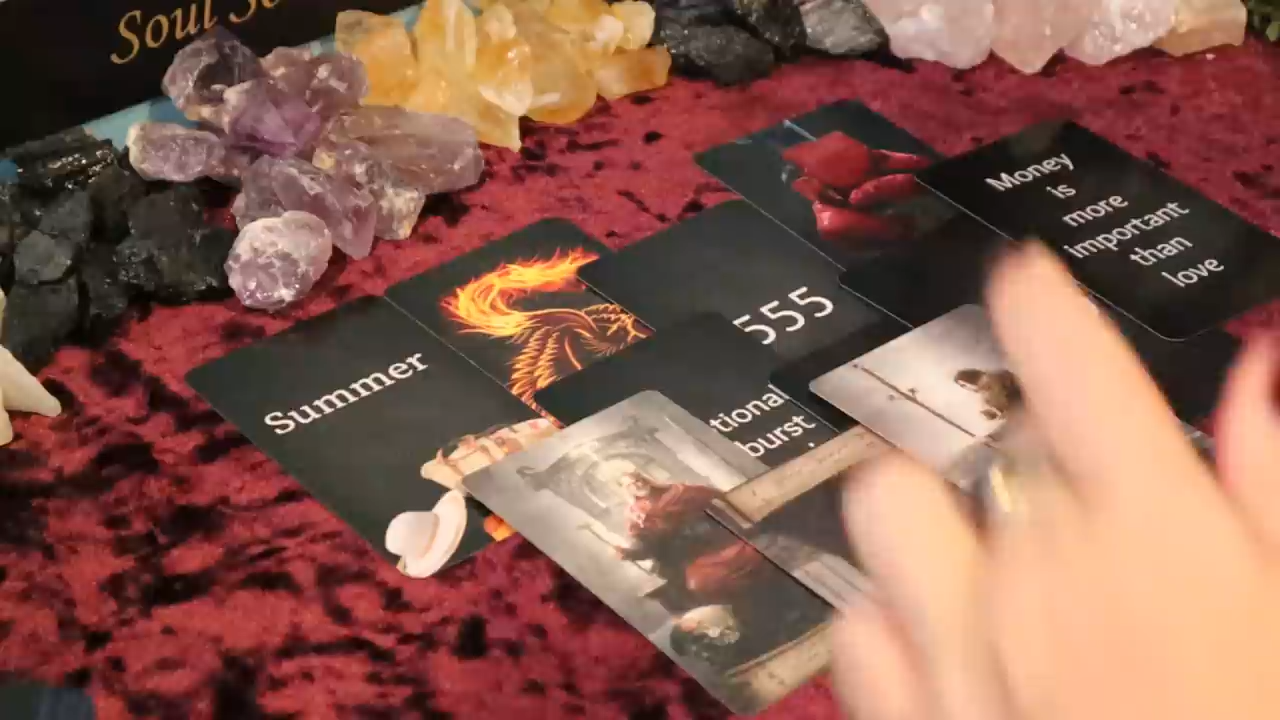 Soul
Money
is
more
important
than
love
555
Summer
tional
burst